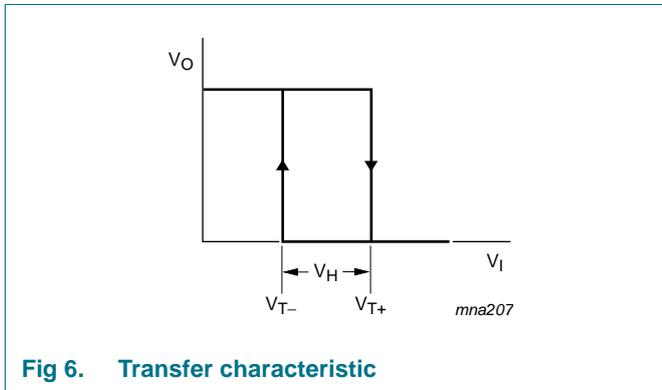 VO
VI
VH
VT−
VT+
mna207
Fig 6. Transfer characteristic